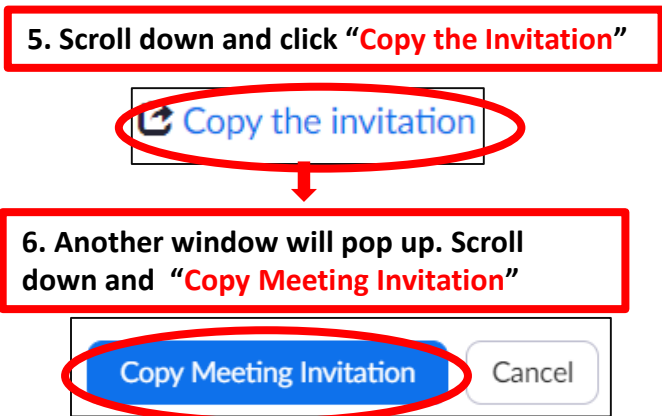 5. Scroll down and click “Copy the Invitation”
Copy the invitation
6. Another window will pop up. Scroll
down and “Copy Meeting Invitation”
Copy Meeting Invitation
Cancel